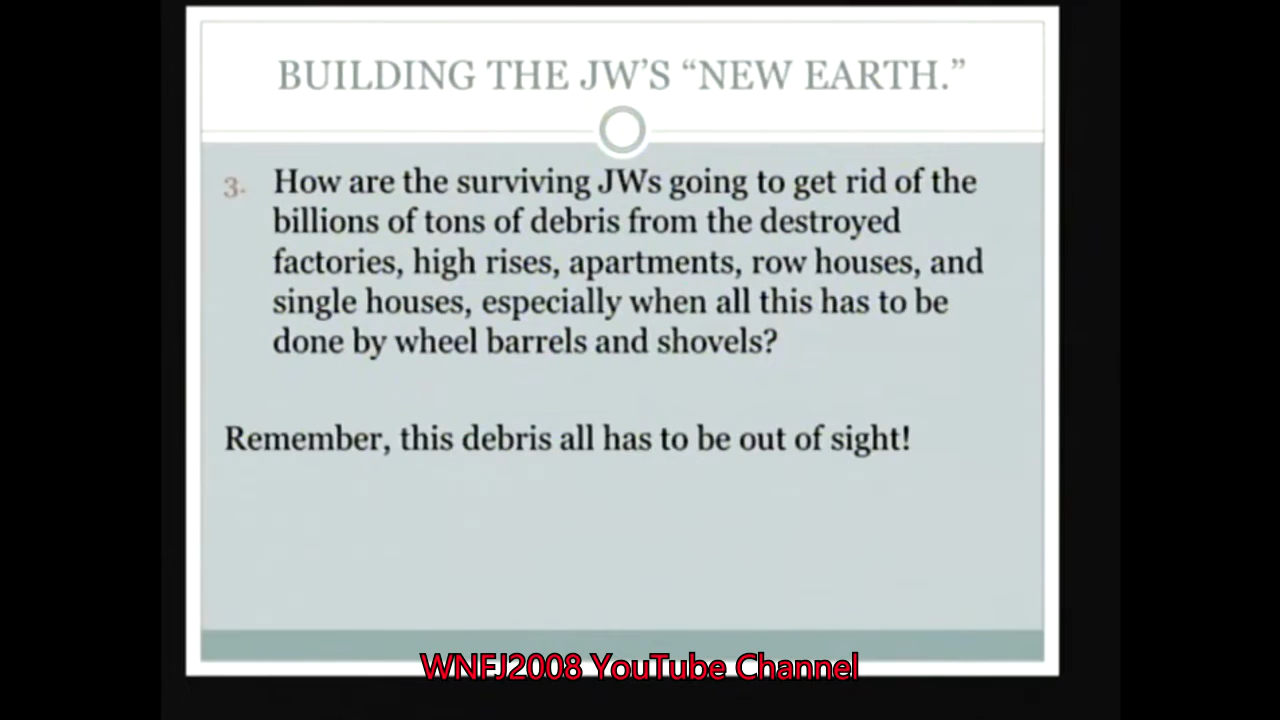 BUILDING THE JW'S “NEW EARTH.”
3. How are the surviving JWs going to get rid of the
billions of tons of debris from the destroyed
factories, high rises, apartments, row houses, and
single houses, especially when all this has to be
done by wheel barrels and shovels?
Remember, this debris all has to be out of sight!
WNFJ2008 YouTube Channel